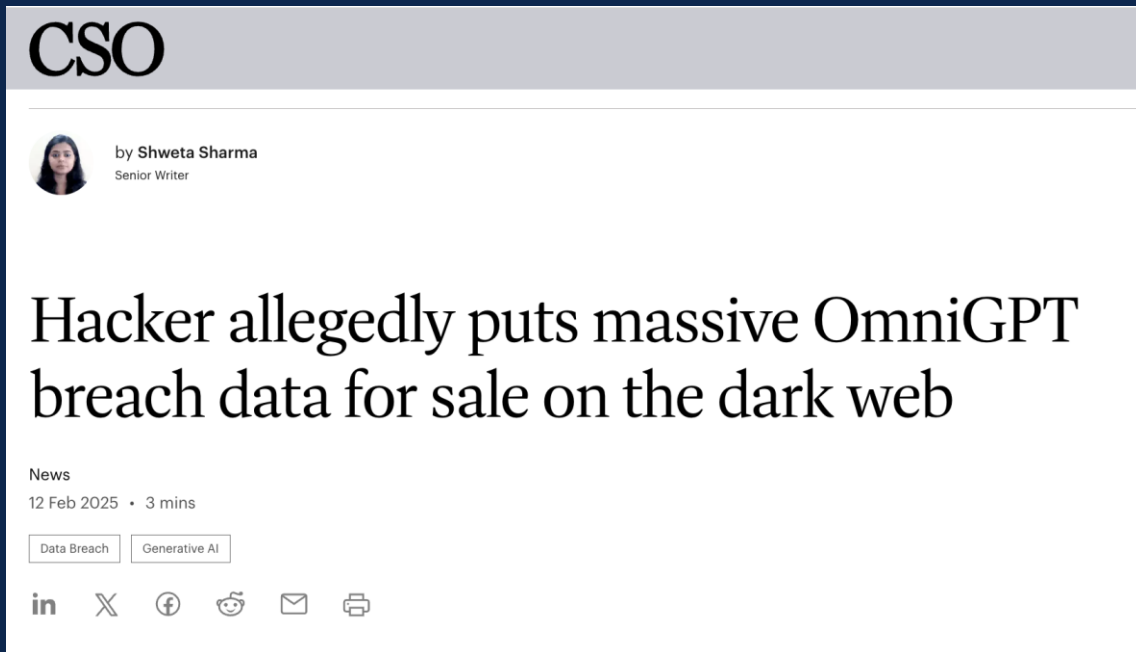 CSO
by Shweta Sharma
Senior Writer
Hacker allegedly puts massive OmniGPT
breach data for sale on the dark web
News
12 Feb 2025 • 3 mins
Data Breach Generative AI
in X f